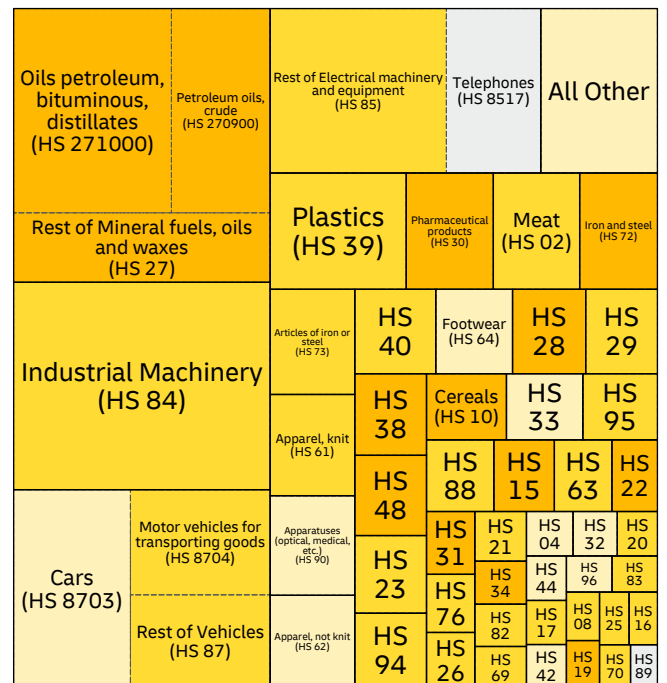 Oils petroleum,
bituminous,
distillates
(HS 271000)
Petroleum oils,
crude
(HS 270900)
Rest of Mineral fuels, oils
and waxes
(HS 27)
Industrial Machinery
(HS 84)
Cars
(HS 8703)
Motor vehicles for
transporting goods
(HS 8704)
Rest of Vehicles
(HS 87)
Rest of Electrical machinery
and equipment
(HS 85)
Telephones
(HS 8517)
All Other
Plastics
(HS 39)
Pharmaceutical
products
(HS 30)
Meat
(HS 02)
Iron and steel
(HS 72)
Articles of iron or
steel
(HS 73)
Apparel, knit
(HS 61)
Apparatuses
(optical, medical,
etc.)
(HS 90)
Apparel, not knit
(HS 62)
HS
40
Footwear
(HS 64)
HS
28
HS
29
HS
38
HS
48
HS
23
HS
94
Cereals
(HS 10)
HS
33
HS
95
HS
88
HS
15
HS
63
HS
22
HS
31
HS
76
HS
26
HS
21
HS
34
HS
82
HS
69
HS
04
HS
32
HS
20
HS
44
HS
96
HS
83
HS
17
HS
42
HS
08
HS
25
HS
16
HS
19
HS
70
HS
89